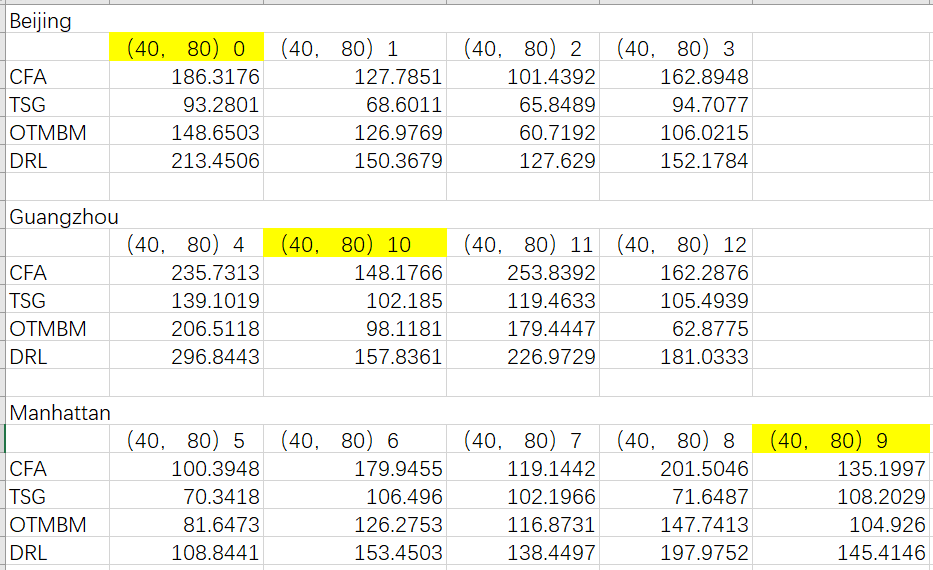 Beijing
（40， 80）0 （40， 80）1 （40， 80）2 （40， 80）3
CFA 186.3176 127.7851 101.4392 162.8948
TSG 93.2801 68.6011 65.8489 94.7077
OTMBM 148.6503 126.9769 60.7192 106.0215
DRL 213.4506 150.3679 127.629 152.1784
Guangzhou
（40， 80）4 （40， 80）10 （40， 80）11 （40， 80）12
CFA 235.7313 148.1766 253.8392 162.2876
TSG 139.1019 102.185 119.4633 105.4939
OTMBM 206.5118 98.1181 179.4447 62.8775
DRL 296.8443 157.8361 226.9729 181.0333
Manhattan
（40， 80）5 （40， 80）6 （40， 80）7 （40， 80）8 （40， 80）9
CFA 100.3948 179.9455 119.1442 201.5046 135.1997
TSG 70.3418 106.496 102.1966 71.6487 108.2029
OTMBM 81.6473 126.2753 116.8731 147.7413 104.926
DRL 108.8441 153.4503 138.4497 197.9752 145.4146